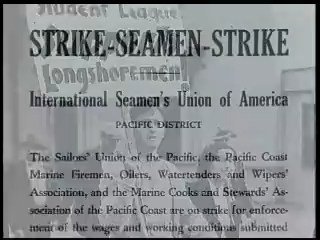 Student League
Longshoremen!
STRIKE-SEAMEN-STRIKE
International Seamen's Union of America
PACIFIC DISTRICT
The Sailors' Union of the Pacific, the Pacific Coast
Marine Firemen, Oilers, Watertenders and Wipers'
Association, and the Marine Cooks and Stewards' As-
sociation of the Pacific Coast are on strike for enforce-
ment of the wages and working conditions submitted